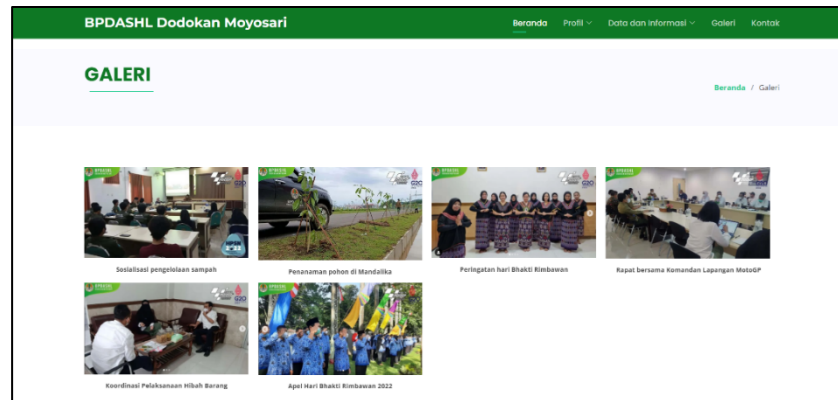 BPDASHL Dodokan Moyosari
Beranda Profil Data dan Informasi Galeri Kontak
GALERI
Beranda / Galeri
Sosialisasi pengelolaan sampah
Penanaman pohon di Mandalika
Peringatan hari Bhakti Rimbawan
Rapat bersama Komandan Lapangan MotoGP
Koordinasi Pelaksanaan Hibah Barang
Apel Hari Bhakti Rimbawan 2022